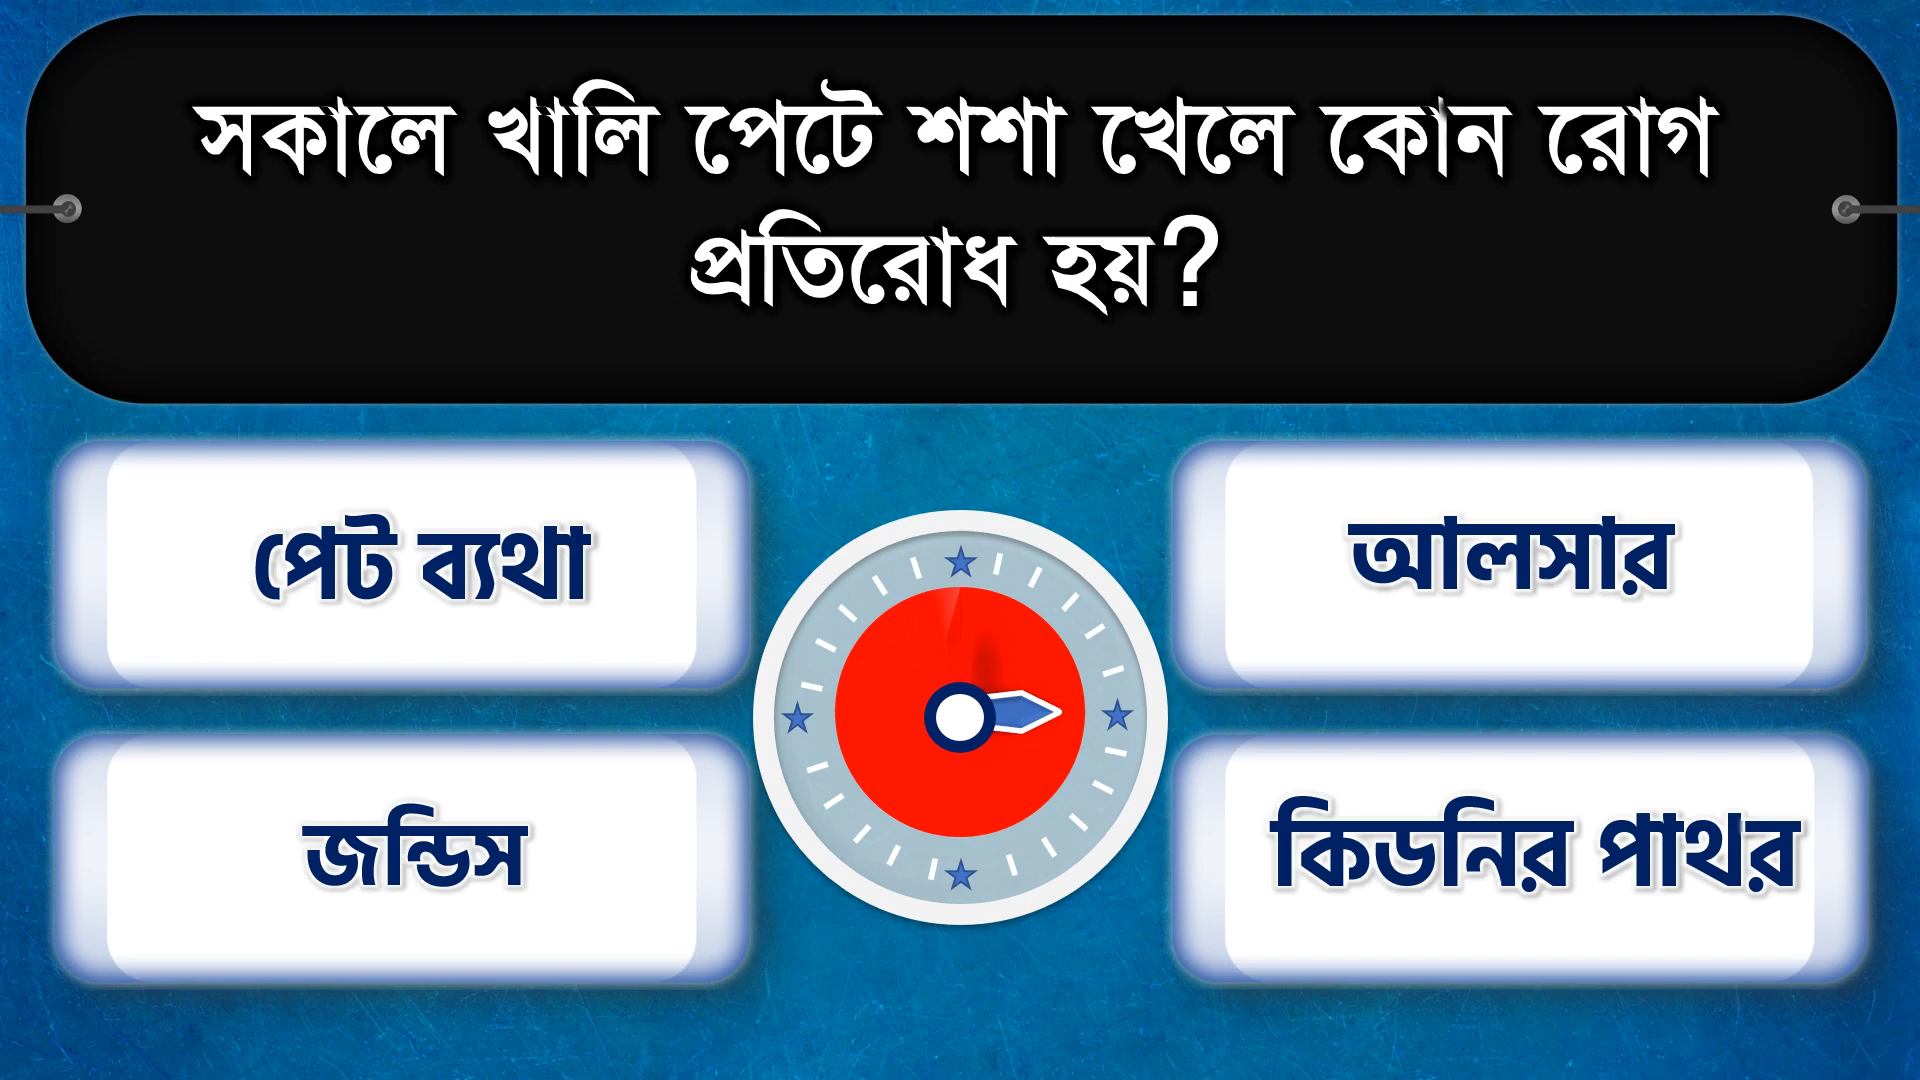 সকালে খালি পেটে শশা খেলে কোন রোগ
প্রতিরোধ হয়?
পেট ব্যথা
আলসার
জন্ডিস
কিডনির পাথর